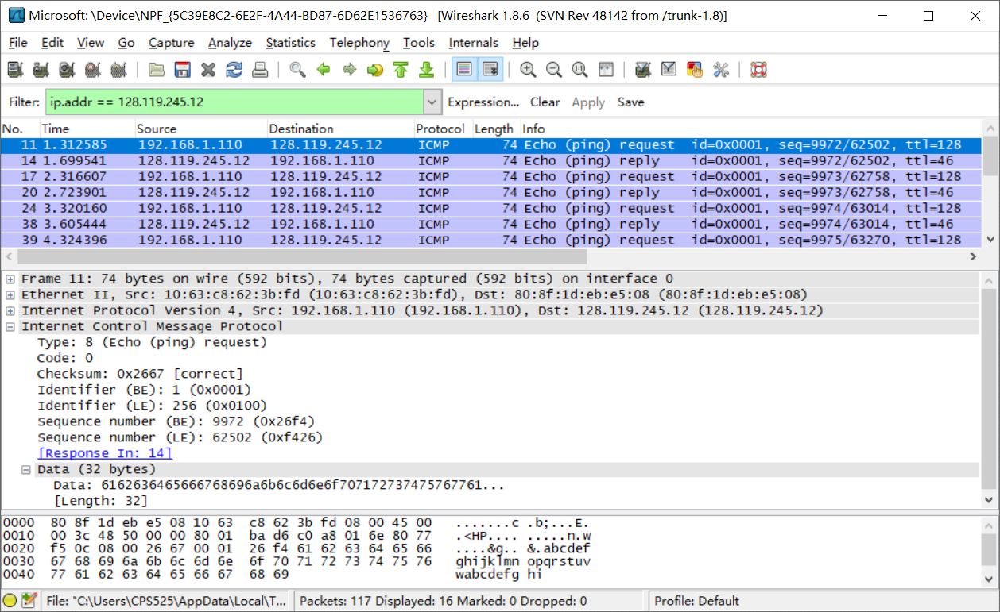 Microsoft: \Device\NPF_{5C39E8C2-6E2F-4A44-BD87-6D62E1536763} [Wireshark 1.8.6 (SVN Rev 48142 from /trunk-1.8)]
File Edit View Go Capture Analyze Statistics Telephony Tools Internals Help
Filter: ip.addr == 128.119.245.12 Expression... Clear Apply Save
No. Time Source Destination Protocol Length Info
11 1.312585 192.168.1.110 128.119.245.12 ICMP 74 Echo (ping) request id=0x0001, seq=9972/62502, ttl=128
14 1.699541 128.119.245.12 192.168.1.110 ICMP 74 Echo (ping) reply id=0x0001, seq=9972/62502, ttl=46
17 2.316607 192.168.1.110 128.119.245.12 ICMP 74 Echo (ping) request id=0x0001, seq=9973/62758, ttl=128
20 2.723901 128.119.245.12 192.168.1.110 ICMP 74 Echo (ping) reply id=0x0001, seq=9973/62758, ttl=46
24 3.320160 192.168.1.110 128.119.245.12 ICMP 74 Echo (ping) request id=0x0001, seq=9974/63014, ttl=128
38 3.605444 128.119.245.12 192.168.1.110 ICMP 74 Echo (ping) reply id=0x0001, seq=9974/63014, ttl=46
39 4.324396 192.168.1.110 128.119.245.12 ICMP 74 Echo (ping) request id=0x0001, seq=9975/63270, ttl=128
Frame 11: 74 bytes on wire (592 bits), 74 bytes captured (592 bits) on interface 0
Ethernet II, Src: 10:63:c8:62:3b:fd (10:63:c8:62:3b:fd), Dst: 80:8f:1d:eb:e5:08 (80:8f:1d:eb:e5:08)
Internet Protocol Version 4, Src: 192.168.1.110 (192.168.1.110), Dst: 128.119.245.12 (128.119.245.12)
Internet Control Message Protocol
Type: 8 (Echo (ping) request)
Code: 0
Checksum: 0x2667 [correct]
Identifier (BE): 1 (0x0001)
Identifier (LE): 256 (0x0100)
Sequence number (BE): 9972 (0x26f4)
Sequence number (LE): 62502 (0xf426)
[Response In: 14]
Data (32 bytes)
Data: 6162636465666768696a6b6c6d6e6f707172737475767761...
[Length: 32]
0000 80 8f 1d eb e5 08 10 63 c8 62 3b fd 08 00 45 00 .......c .b;...E.
0010 00 3c 48 50 00 00 80 01 ba d6 c0 a8 01 6e 80 77 .<HP.... .....n.w
0020 f5 0c 08 00 26 67 00 01 26 f4 61 62 63 64 65 66 ....&g.. &.abcdef
0030 67 68 69 6a 6b 6c 6d 6e 6f 70 71 72 73 74 75 76 ghijklmn opqrstuv
0040 77 61 62 63 64 65 66 67 68 69 wabcdefg hi
File: "C:\Users\CPS525\AppData\Local\T... Packets: 117 Displayed: 16 Marked: 0 Dropped: 0 Profile: Default